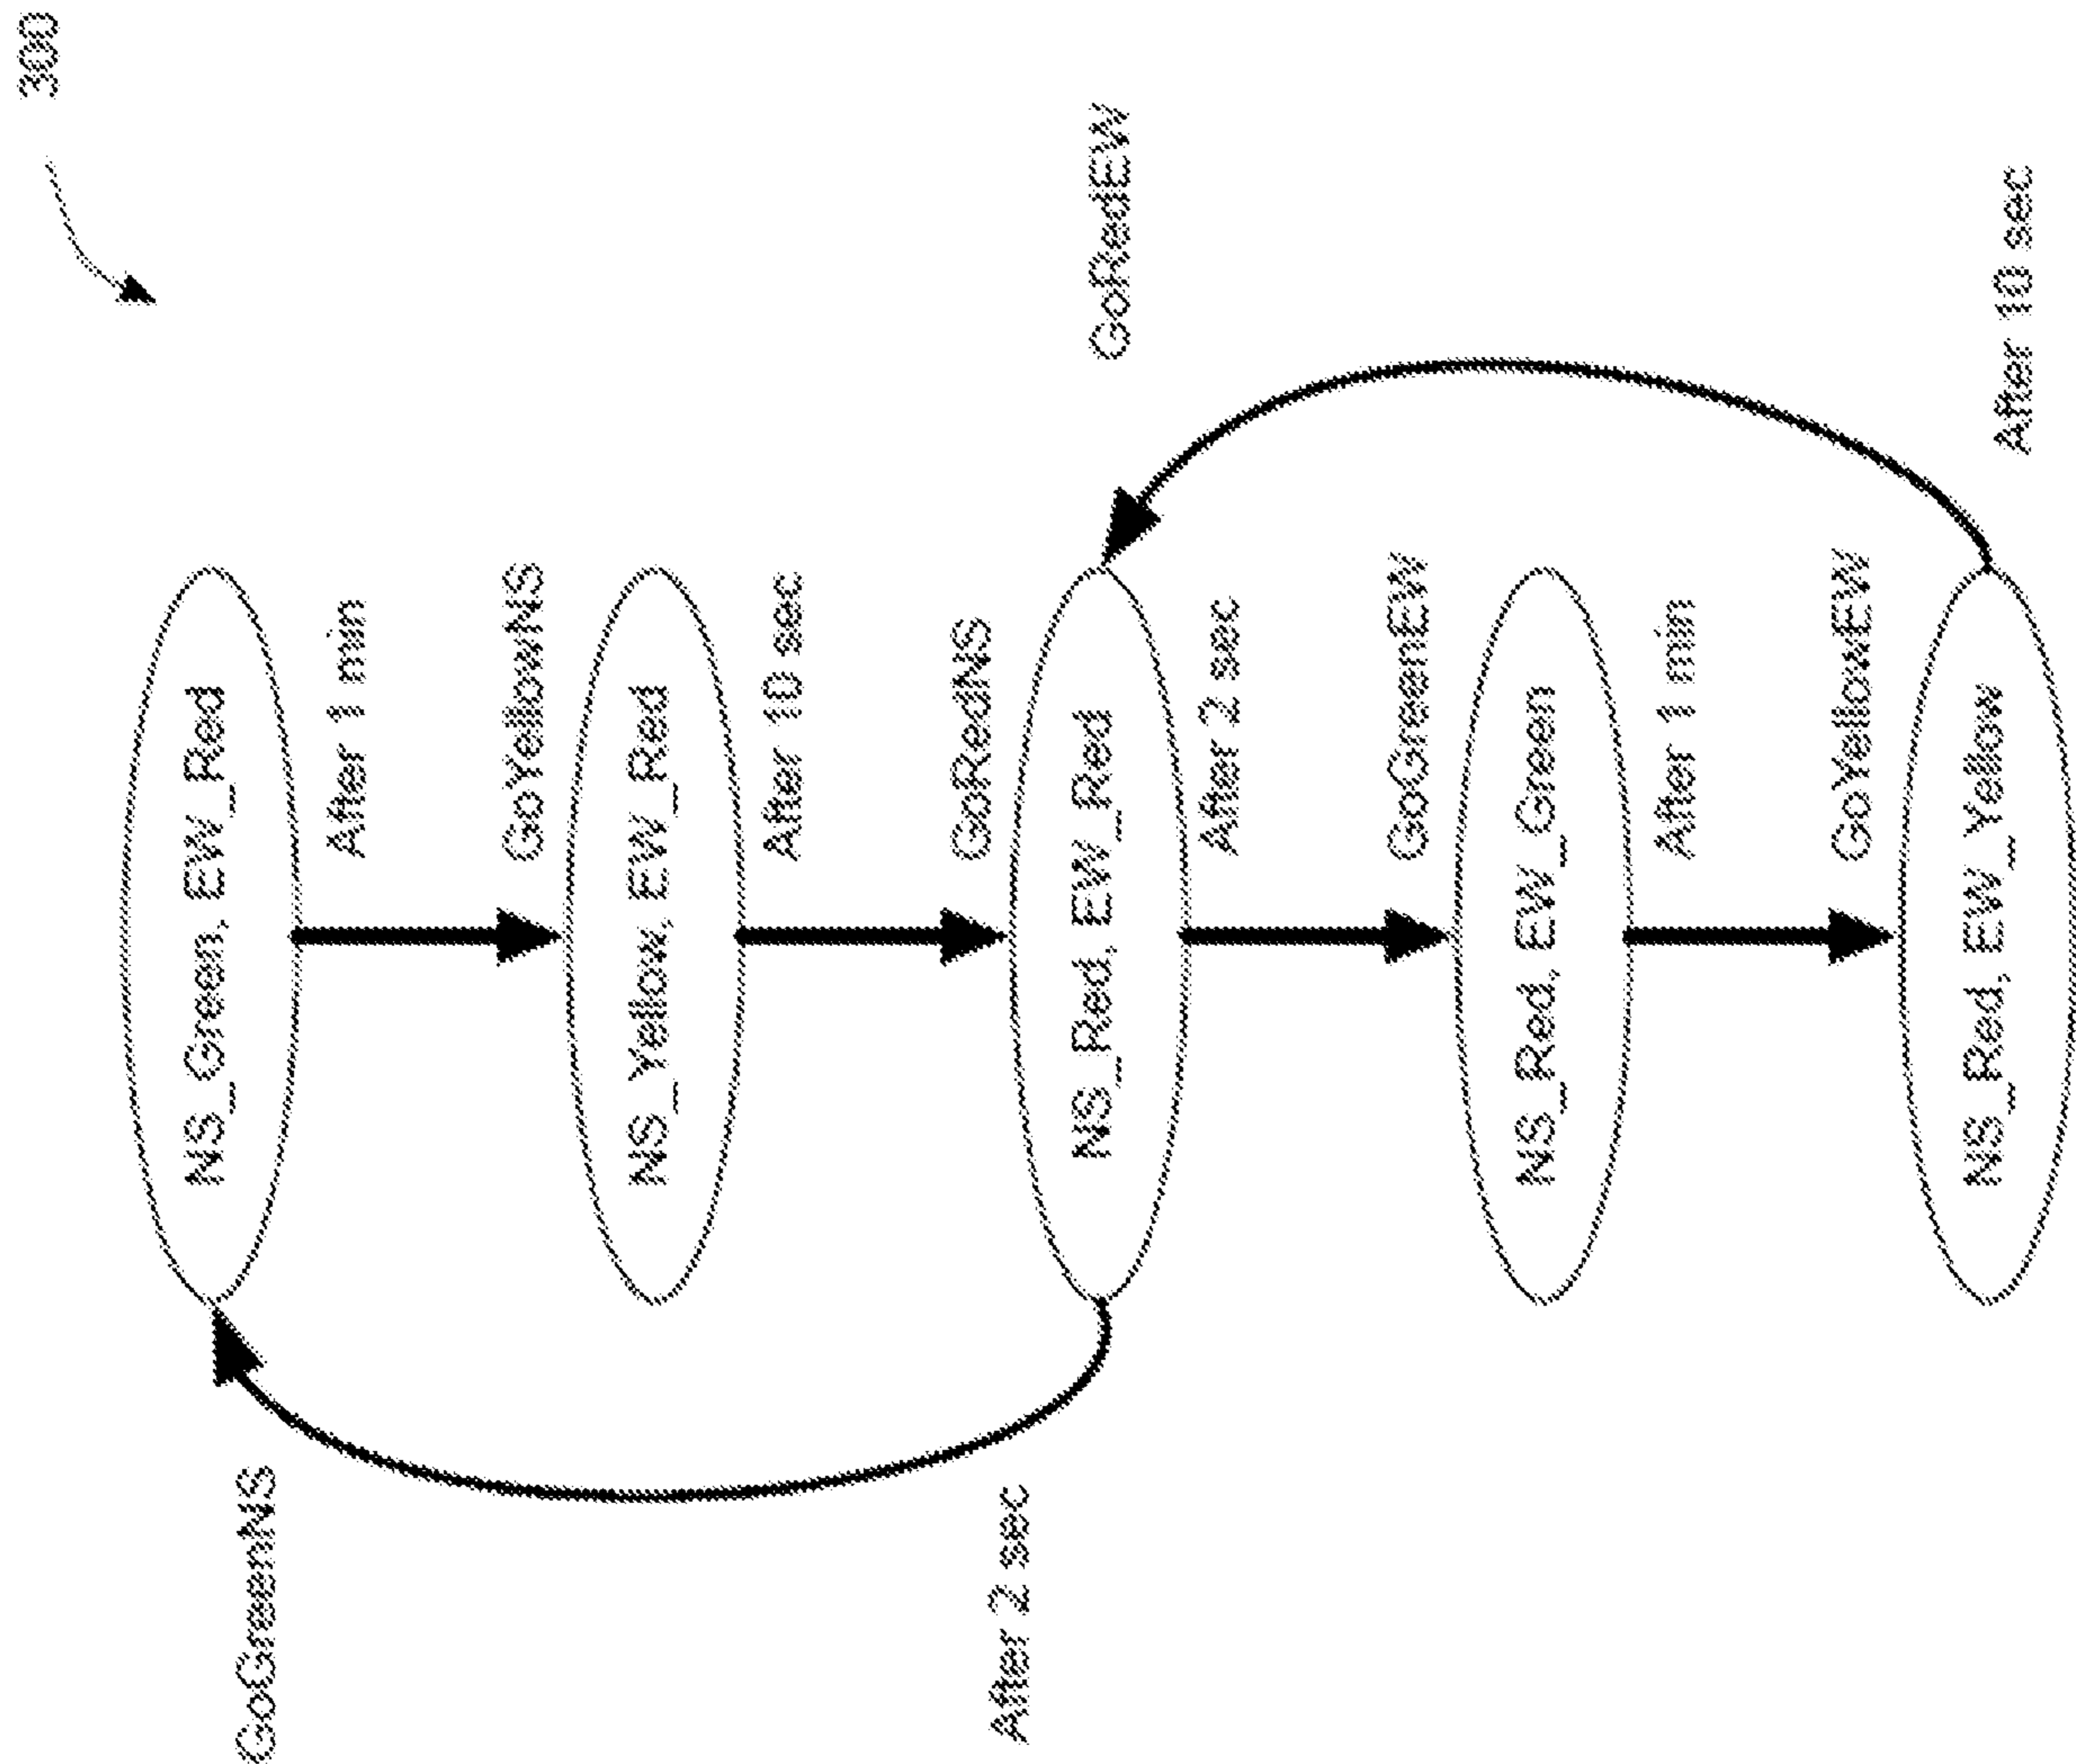 300
NS_Green, EW_Red
After 1 min
GoYellowNS
NS_Yellow, EW_Red
After 10 sec
GoRedNS
NS_Red, EW_Red
After 2 sec
GoGreenEW
NS_Red, EW_Green
After 1 min
GoYellowEW
NS_Red, EW_Yellow
After 10 sec
GoRedEW
After 2 sec
GoGreenNS